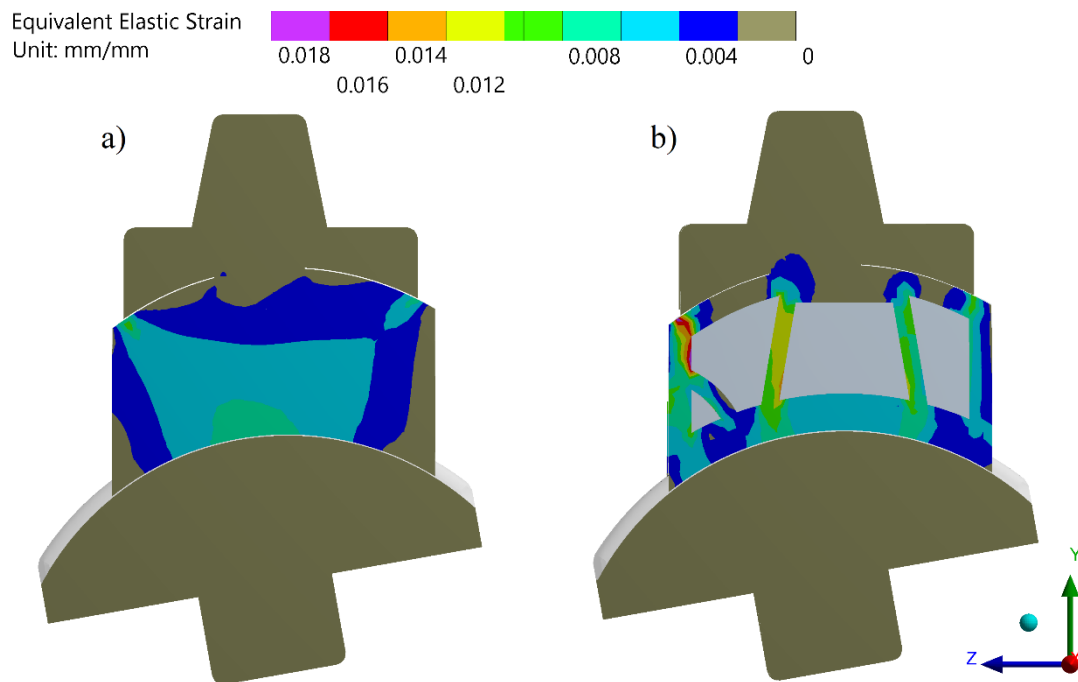 Equivalent Elastic Strain
Unit: mm/mm
0.018 0.014 0.008 0.004 0
0.016 0.012
a) b)
Y
Z